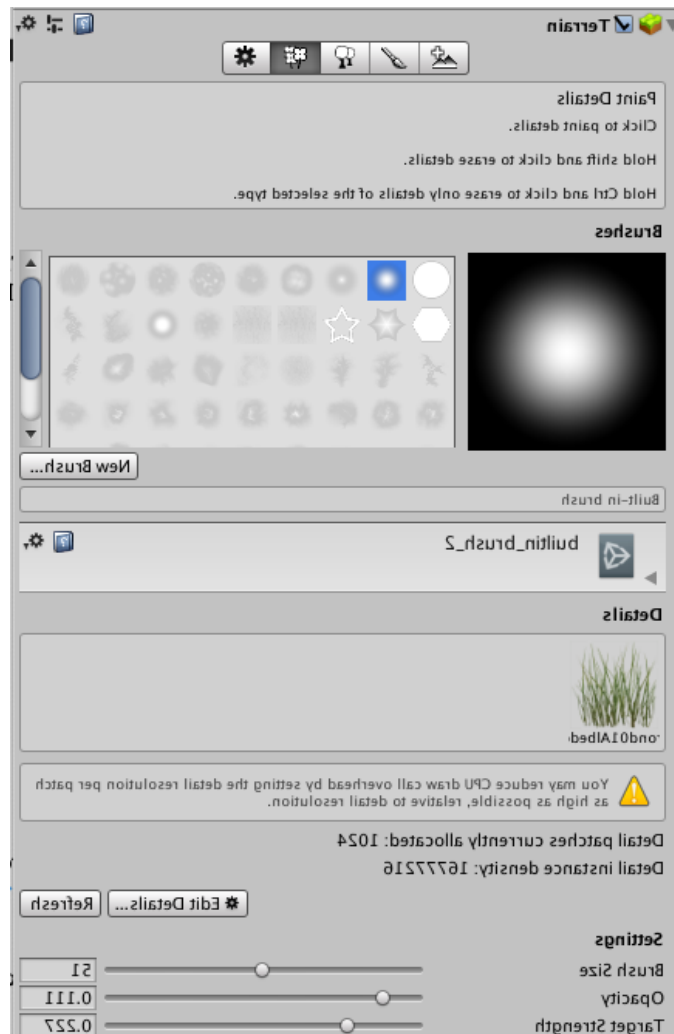 Terrain
Paint Details
Click to paint details.
Hold shift and click to erase details.
Hold Ctrl and click to erase only details of the selected type.
Brushes
New Brush...
Built-in brush
builtin_brush_2
Details
rond01Albed
You may reduce CPU draw call overhead by setting the detail resolution per patch
as high as possible, relative to detail resolution.
Detail patches currently allocated: 1024
Detail instance density: 16777216
Edit Details... Refresh
Settings
Brush Size 51
Opacity 0.111
Target Strength 0.227